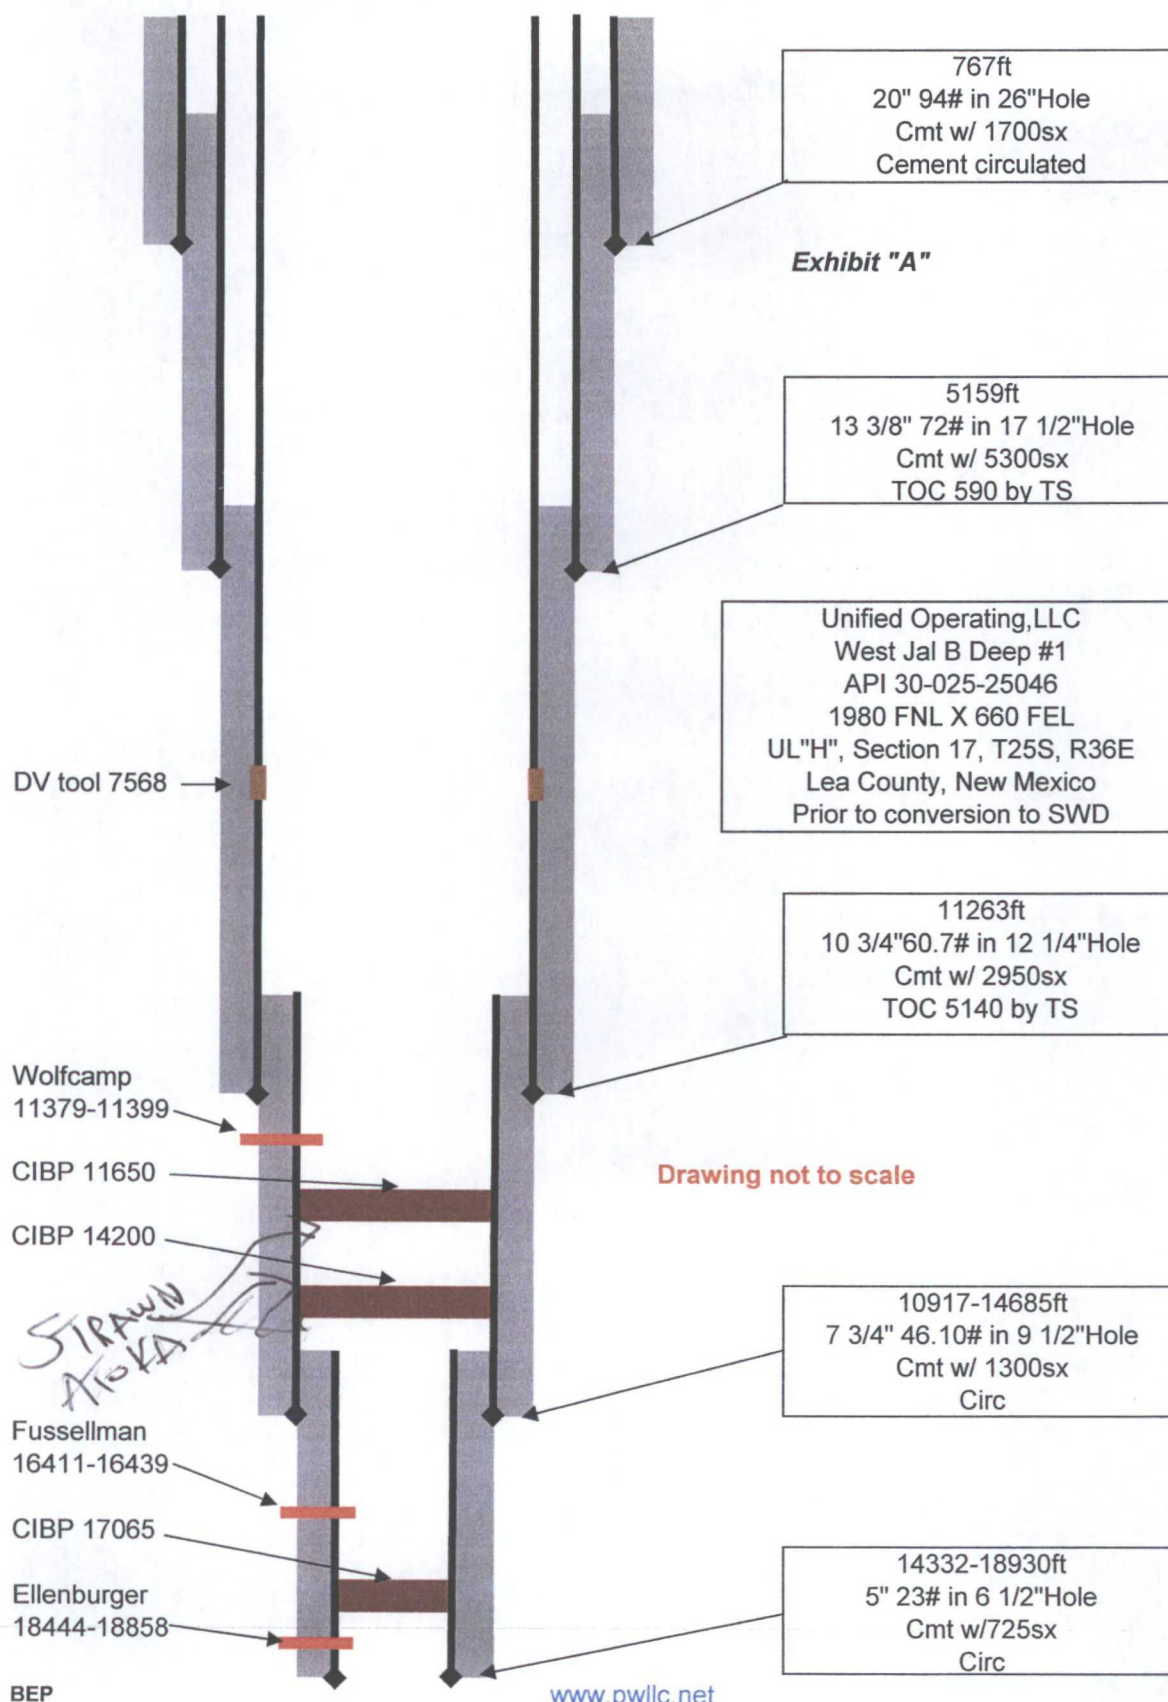 767ft
20" 94# in 26"Hole
Cmt w/ 1700sx
Cement circulated
Exhibit "A"
5159ft
13 3/8" 72# in 17 1/2"Hole
Cmt w/ 5300sx
TOC 590 by TS
Unified Operating,LLC
West Jal B Deep #1
API 30-025-25046
1980 FNL X 660 FEL
UL"H", Section 17, T25S, R36E
Lea County, New Mexico
Prior to conversion to SWD
DV tool 7568
11263ft
10 3/4"60.7# in 12 1/4"Hole
Cmt w/ 2950sx
TOC 5140 by TS
Wolfcamp
11379-11399
CIBP 11650
Drawing not to scale
CIBP 14200
STRAWN
ATOKA
10917-14685ft
7 3/4" 46.10# in 9 1/2"Hole
Cmt w/ 1300sx
Circ
Fussellman
16411-16439
CIBP 17065
Ellenburger
18444-18858
14332-18930ft
5" 23# in 6 1/2"Hole
Cmt w/725sx
Circ
BEP
www.pwllc.net